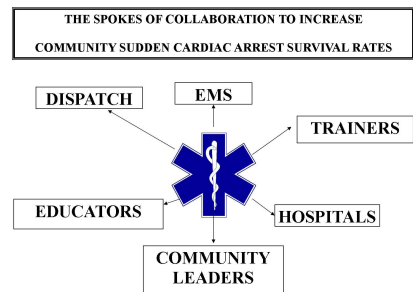 THE SPOKES OF COLLABORATION TO INCREASE
COMMUNITY SUDDEN CARDIAC ARREST SURVIVAL RATES
EMS
DISPATCH
TRAINERS
EDUCATORS
HOSPITALS
COMMUNITY
LEADERS